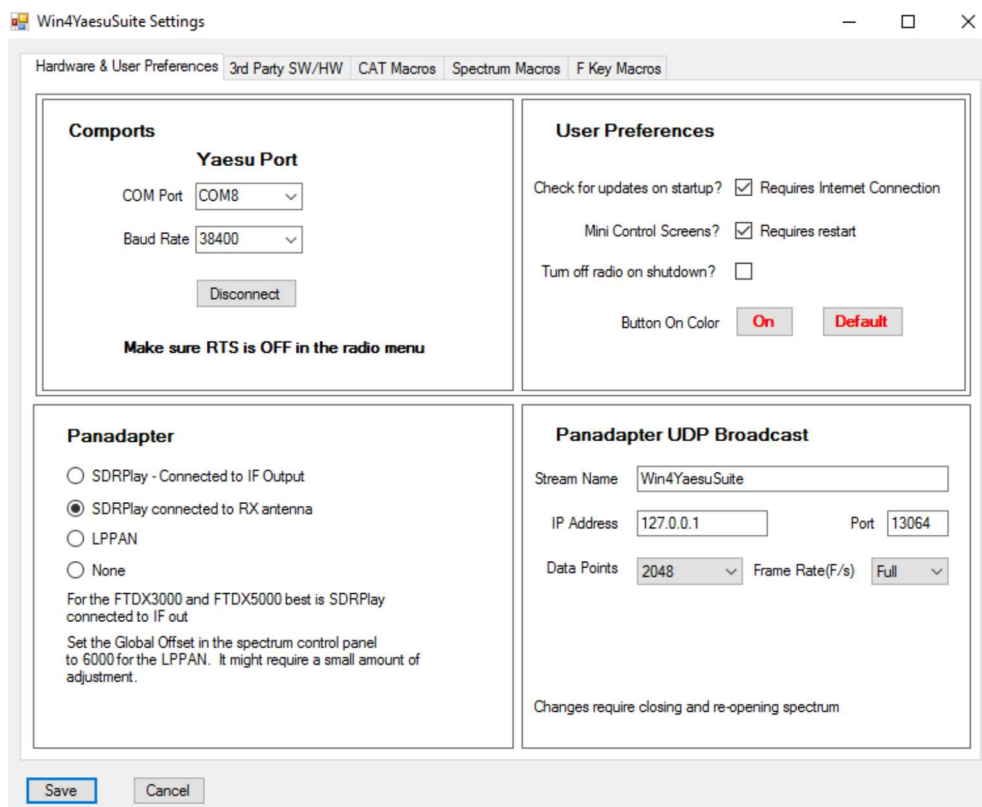 Win4YaesuSuite Settings
Hardware & User Preferences 3rd Party SW/HW CAT Macros Spectrum Macros F Key Macros
Comports
Yaesu Port
COM Port COM8
Baud Rate 38400
Disconnect
Make sure RTS is OFF in the radio menu
User Preferences
Check for updates on startup? Requires Internet Connection
Mini Control Screens? Requires restart
Turn off radio on shutdown?
Button On Color On Default
Panadapter
SDRPlay - Connected to IF Output
SDRPlay connected to RX antenna
LPPAN
None
For the FTDX3000 and FTDX5000 best is SDRPlay
connected to IF out
Set the Global Offset in the spectrum control panel
to 6000 for the LPPAN. It might require a small amount of
adjustment.
Panadapter UDP Broadcast
Stream Name Win4YaesuSuite
IP Address 127.0.0.1 Port 13064
Data Points 2048 Frame Rate(F/s) Full
Changes require closing and re-opening spectrum
Save Cancel